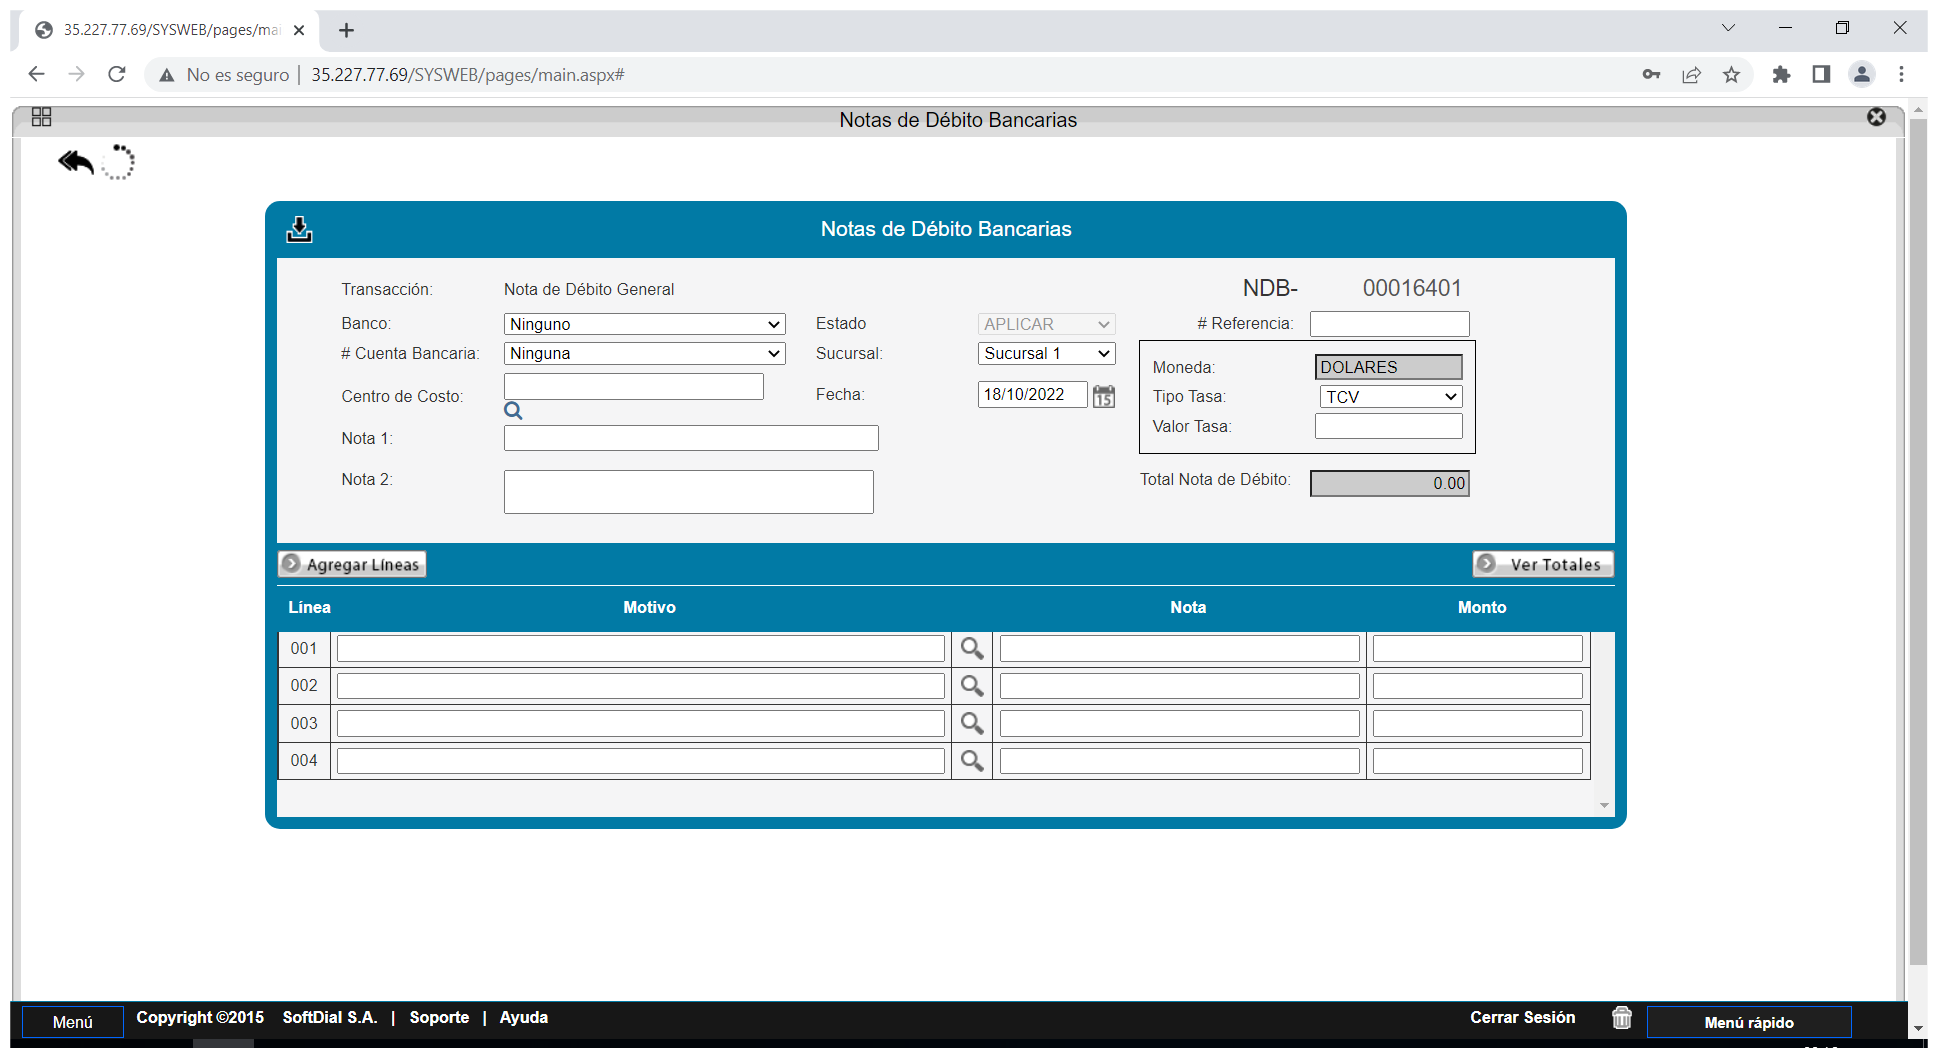 35.227.77.69/SYSWEB/pages/mai
No es seguro | 35.227.77.69/SYSWEB/pages/main.aspx#
Notas de Débito Bancarias
Notas de Débito Bancarias
Transacción: Nota de Débito General NDB- 00016401
Banco: Ninguno Estado APLICAR # Referencia:
# Cuenta Bancaria: Ninguna Sucursal: Sucursal 1
Moneda: DOLARES
Centro de Costo: Fecha: 18/10/2022 15 Tipo Tasa: TCV
Valor Tasa:
Nota 1:
Nota 2: Total Nota de Débito: 0.00
Agregar Líneas Ver Totales
Línea Motivo Nota Monto
001
002
003
004
Menú Copyright ©2015 SoftDial S.A. | Soporte | Ayuda Cerrar Sesión Menú rápido